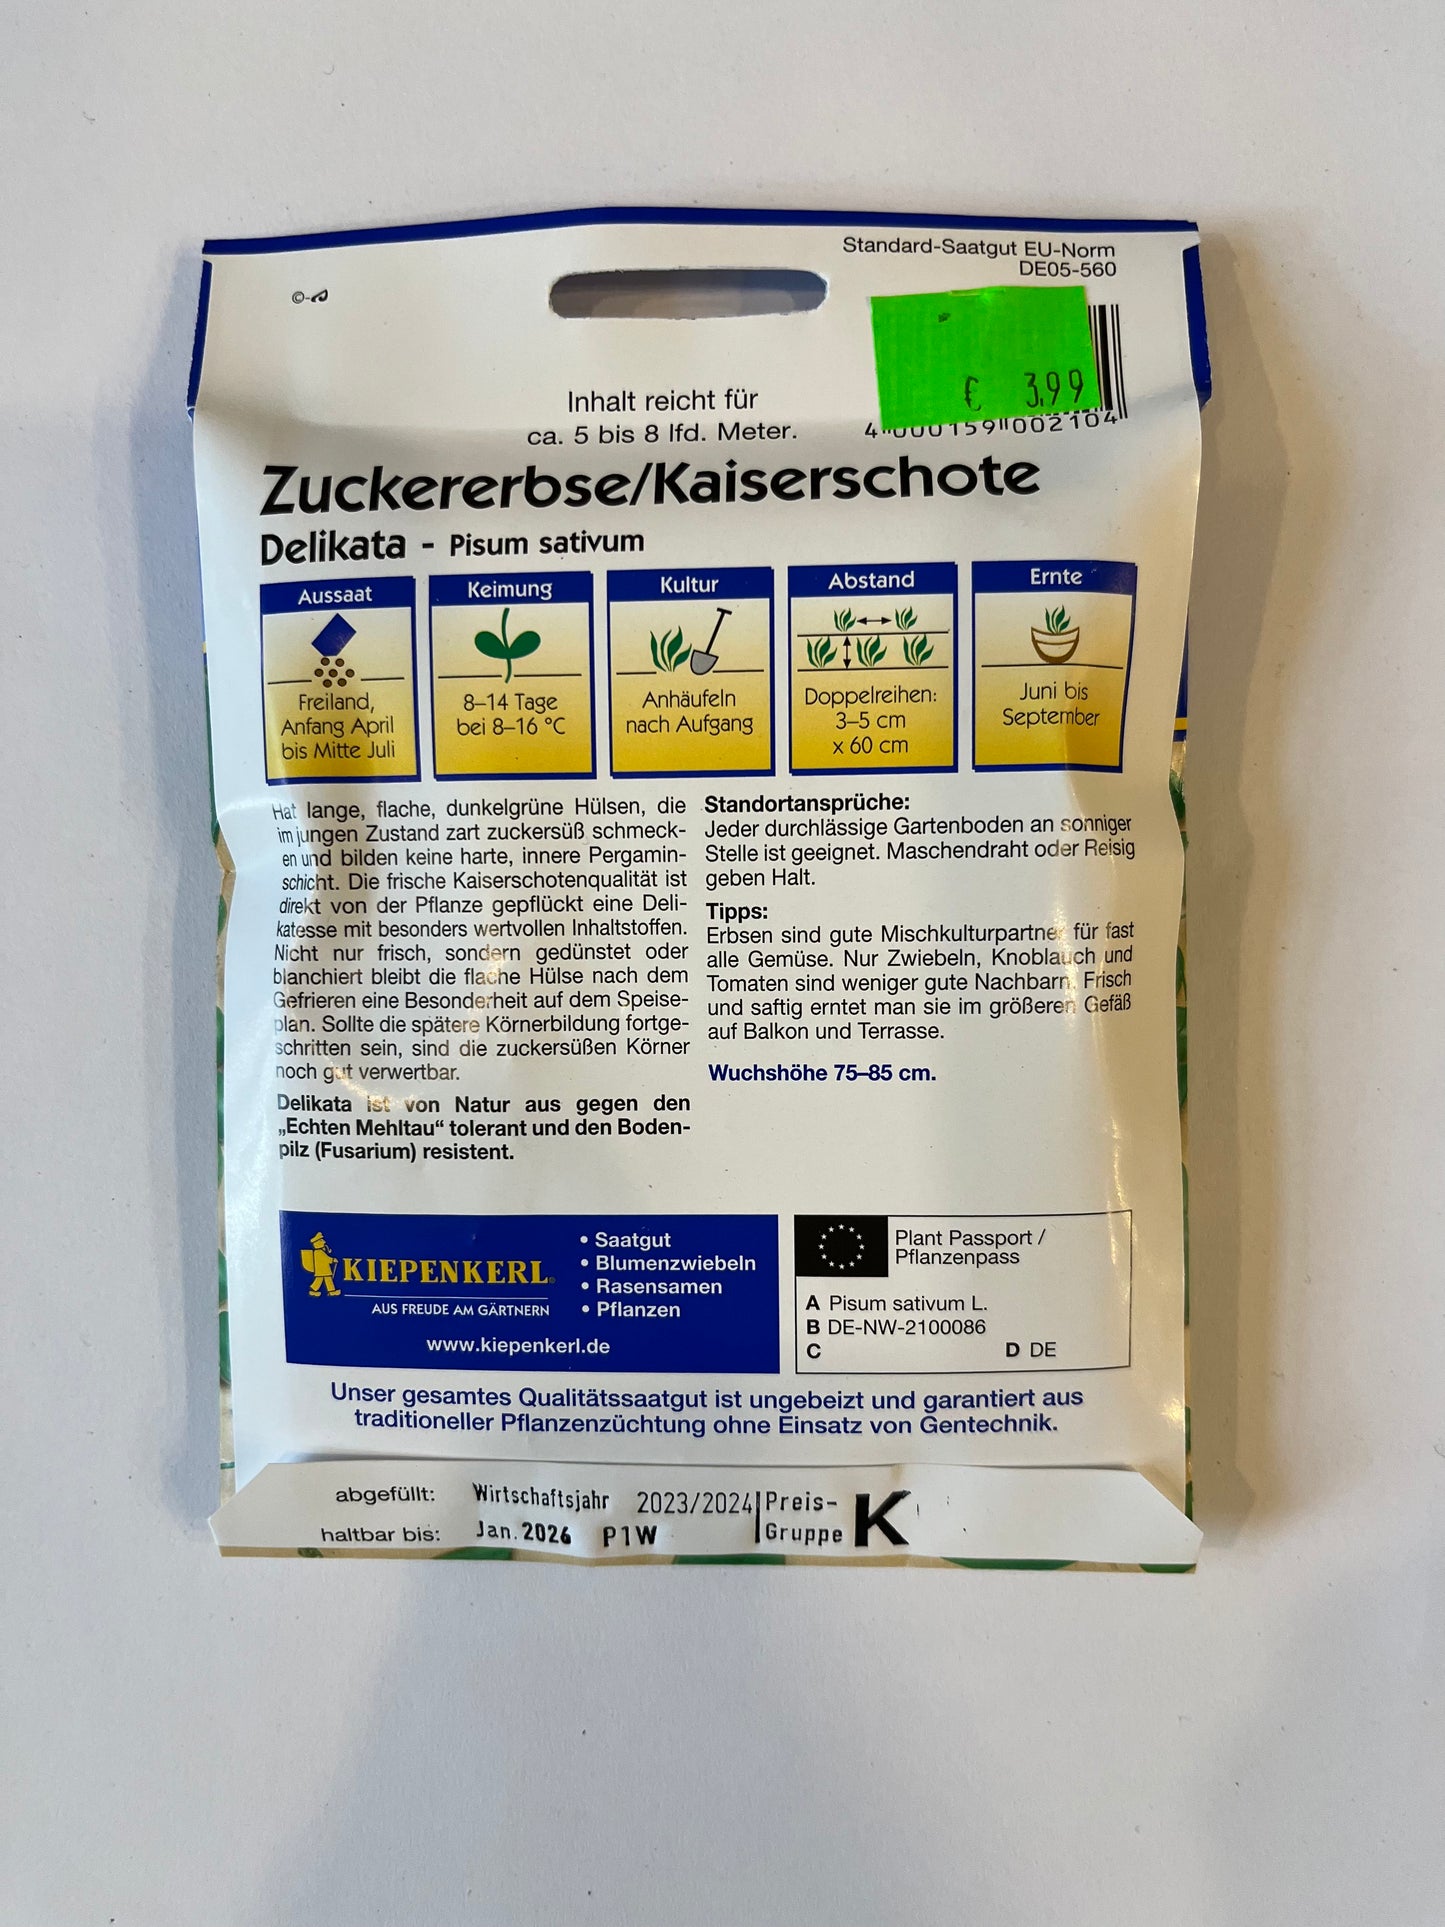 Standard-Saatgut EU-Norm
DE05-560
€ 3,99
4 000159 002104
Inhalt reicht für
ca. 5 bis 8 lfd. Meter.
Zuckererbse/Kaiserschote
Delikata - Pisum sativum
Aussaat
Freiland,
Anfang April
bis Mitte Juli
Keimung
8–14 Tage
bei 8–16 °C
Kultur
Anhäufeln
nach Aufgang
Abstand
Doppelreihen:
3–5 cm
x 60 cm
Ernte
Juni bis
September
Hat lange, flache, dunkelgrüne Hülsen, die
im jungen Zustand zart zuckersüß schmeck-
en und bilden keine harte, innere Pergamin-
schicht. Die frische Kaiserschotenqualität ist
direkt von der Pflanze gepflückt eine Deli-
katesse mit besonders wertvollen Inhaltstoffen.
Nicht nur frisch, sondern gedünstet oder
blanchiert bleibt die flache Hülse nach dem
Gefrieren eine Besonderheit auf dem Speise-
plan. Sollte die spätere Körnerbildung fortge-
schritten sein, sind die zuckersüßen Körner
noch gut verwertbar.
Delikata ist von Natur aus gegen den
„Echten Mehltau“ tolerant und den Boden-
pilz (Fusarium) resistent.
Standortansprüche:
Jeder durchlässige Gartenboden an sonniger
Stelle ist geeignet. Maschendraht oder Reisig
geben Halt.
Tipps:
Erbsen sind gute Mischkulturpartner für fast
alle Gemüse. Nur Zwiebeln, Knoblauch und
Tomaten sind weniger gute Nachbarn. Frisch
und saftig erntet man sie im größeren Gefäß
auf Balkon und Terrasse.
Wuchshöhe 75–85 cm.
KIEPENKERL
AUS FREUDE AM GÄRTNERN
• Saatgut
• Blumenzwiebeln
• Rasensamen
• Pflanzen
www.kiepenkerl.de
Plant Passport /
Pflanzenpass
A Pisum sativum L.
B DE-NW-2100086
C D DE
Unser gesamtes Qualitätssaatgut ist ungebeizt und garantiert aus
traditioneller Pflanzenzüchtung ohne Einsatz von Gentechnik.
abgefüllt: Wirtschaftsjahr 2023/2024
haltbar bis: Jan.2026 P1W
Preis-
Gruppe K